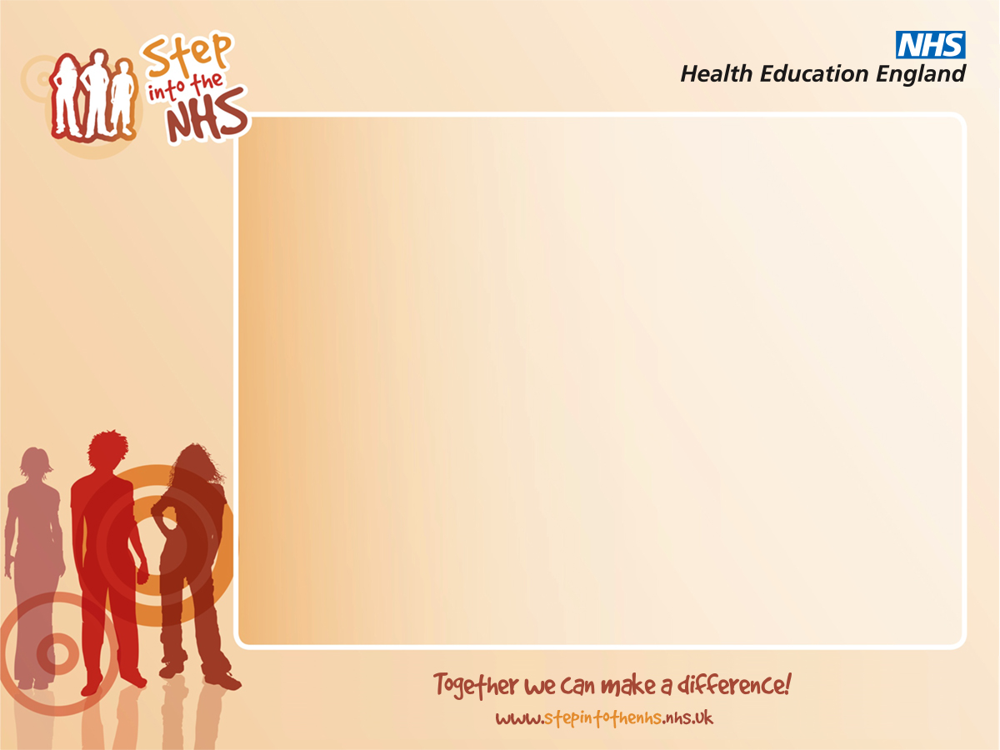 Step
into the
NHS
NHS
Health Education England
Together we can make a difference!
www.stepintothenhs.nhs.uk